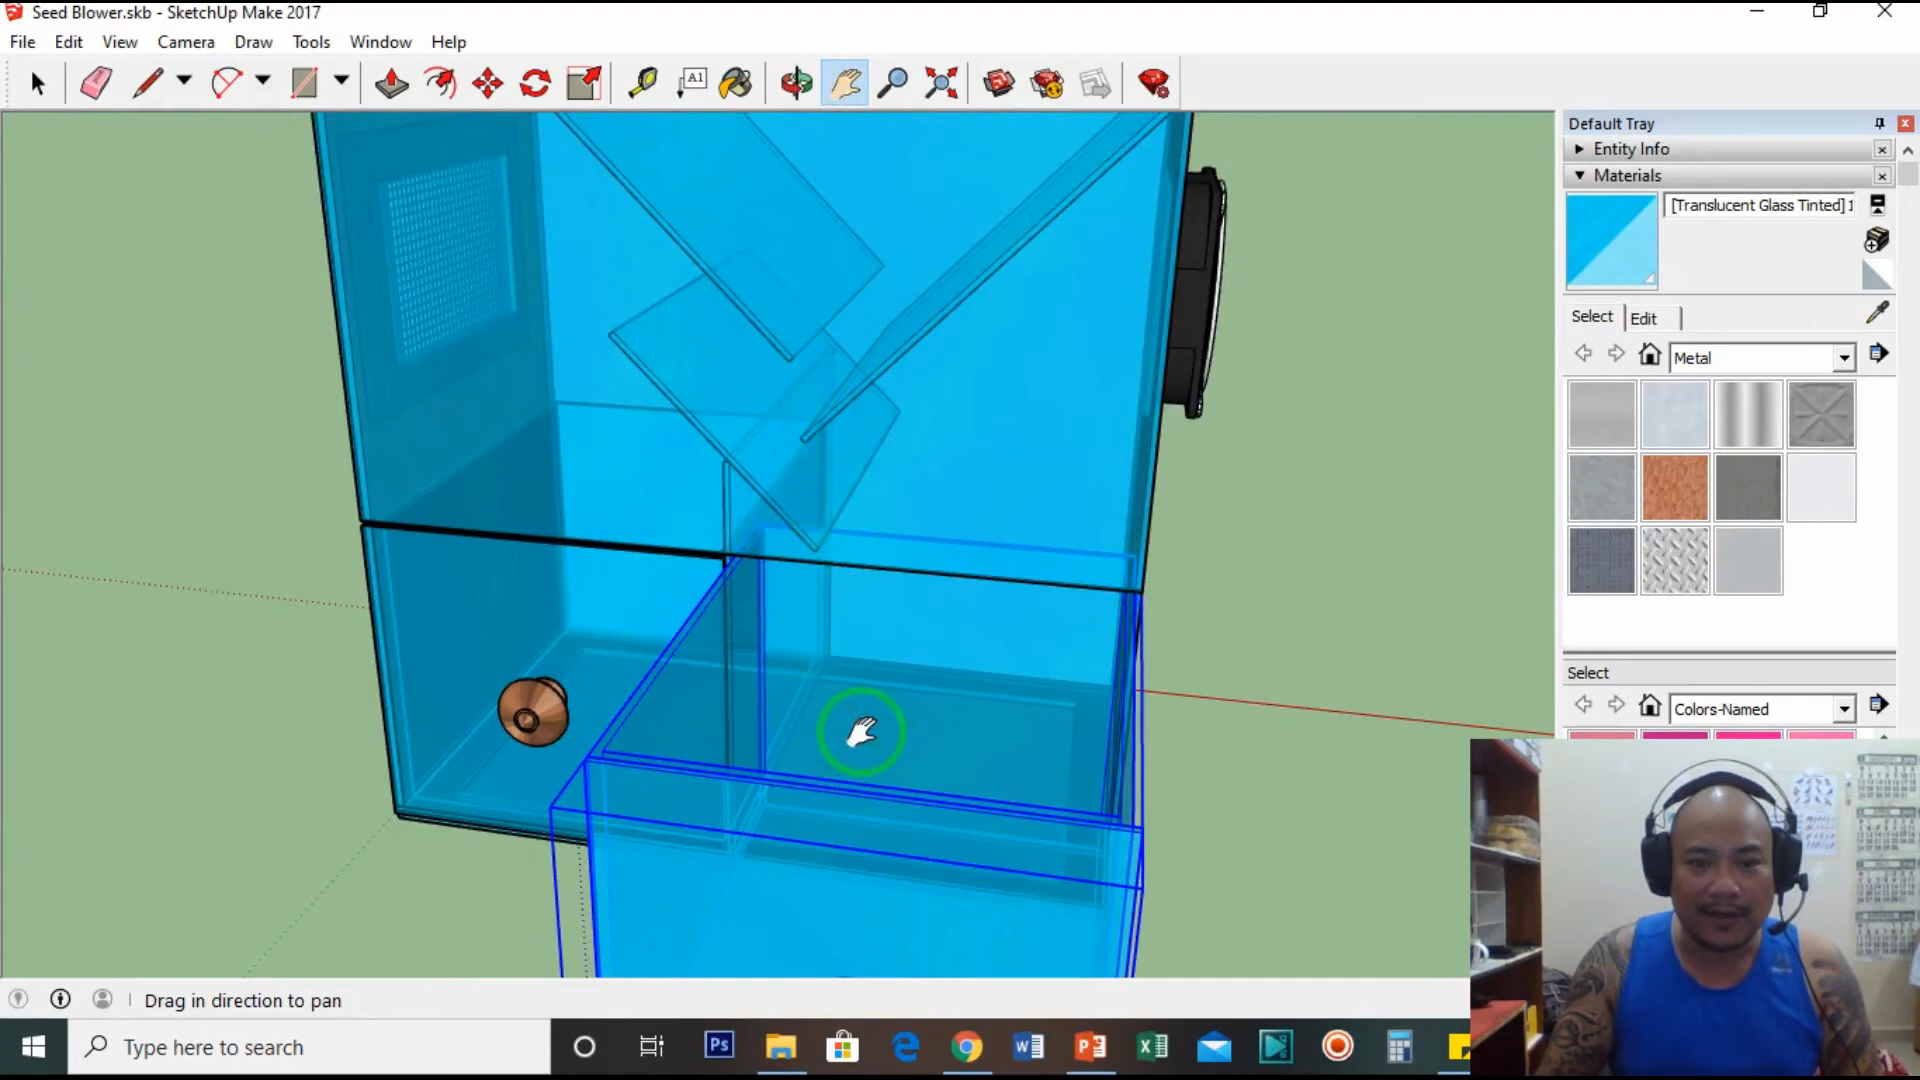 Seed Blower.skb - SketchUp Make 2017
File Edit View Camera Draw Tools Window Help
A1
Default Tray
Entity Info
Materials
[Translucent Glass Tinted]1
Select Edit
Metal
Select
Colors-Named
Drag in direction to pan
Type here to search
Ps